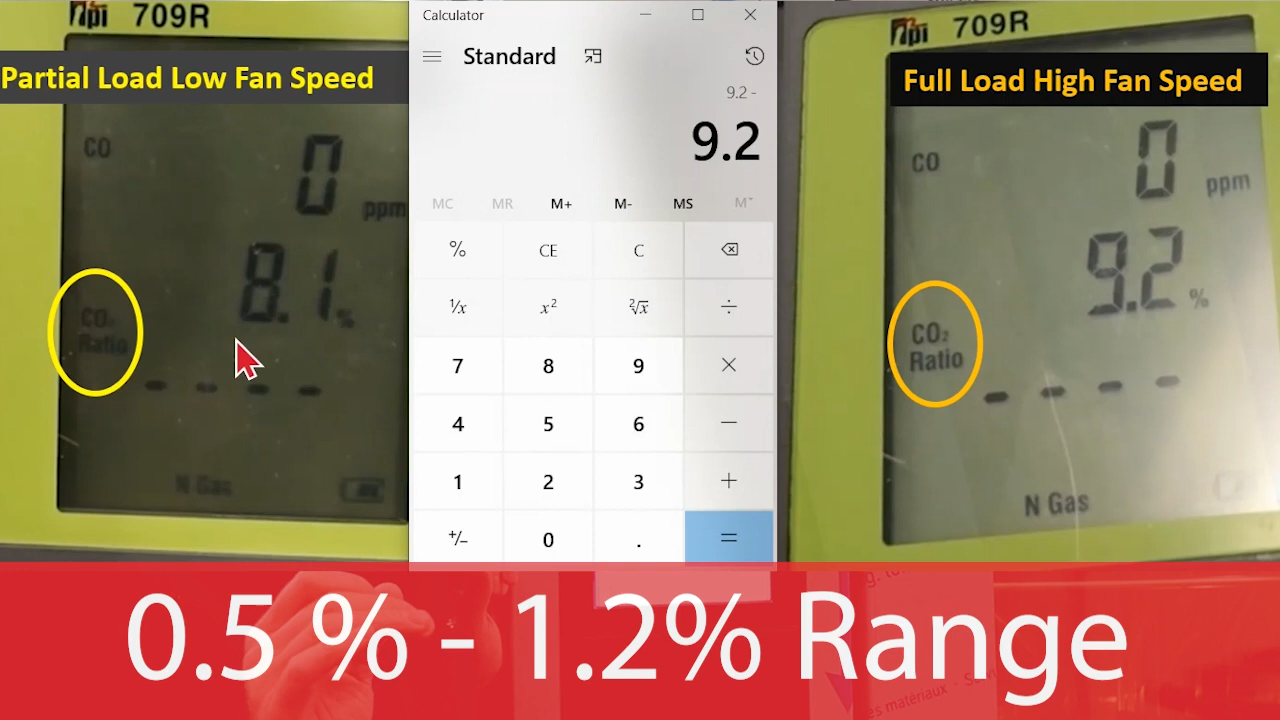 TPI 709R
Partial Load Low Fan Speed
CO
0
ppm
8.1 %
CO2
Ratio
- - - -
N Gas
Calculator
Standard
9.2 -
9.2
MC MR M+ M- MS M˅
% CE C
1/x x² ²√x ÷
7 8 9 ×
4 5 6 −
1 2 3 +
+/− 0 . =
TPI 709R
Full Load High Fan Speed
CO
0
ppm
9.2 %
CO2
Ratio
- - - -
N Gas
0.5 % - 1.2% Range